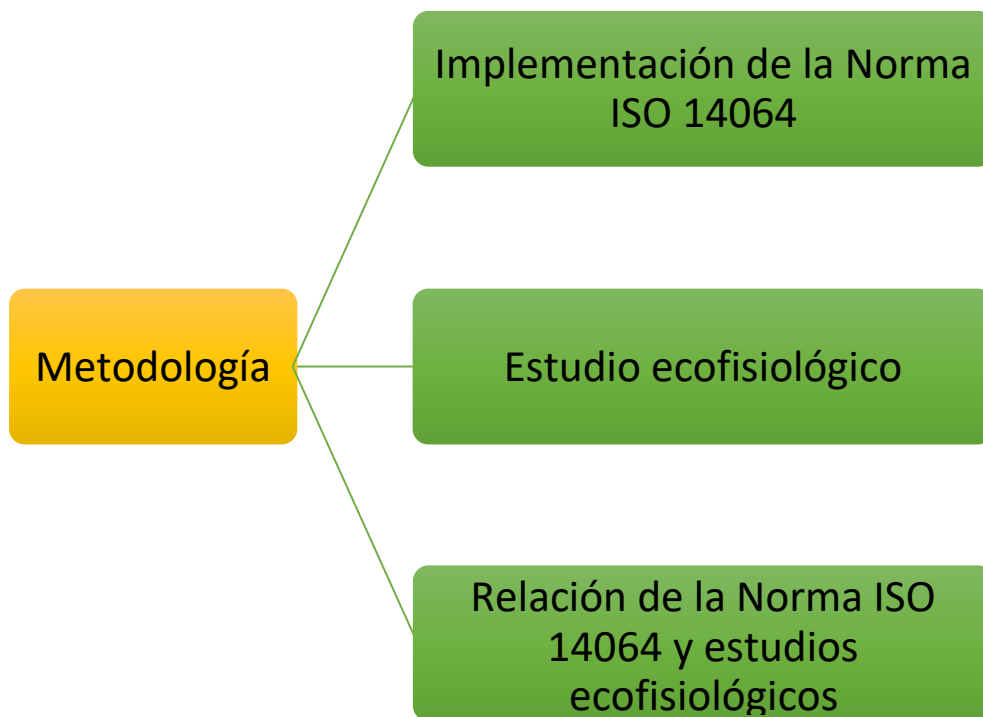 Implementación de la Norma
ISO 14064
Metodología
Estudio ecofisiológico
Relación de la Norma ISO
14064 y estudios
ecofisiológicos